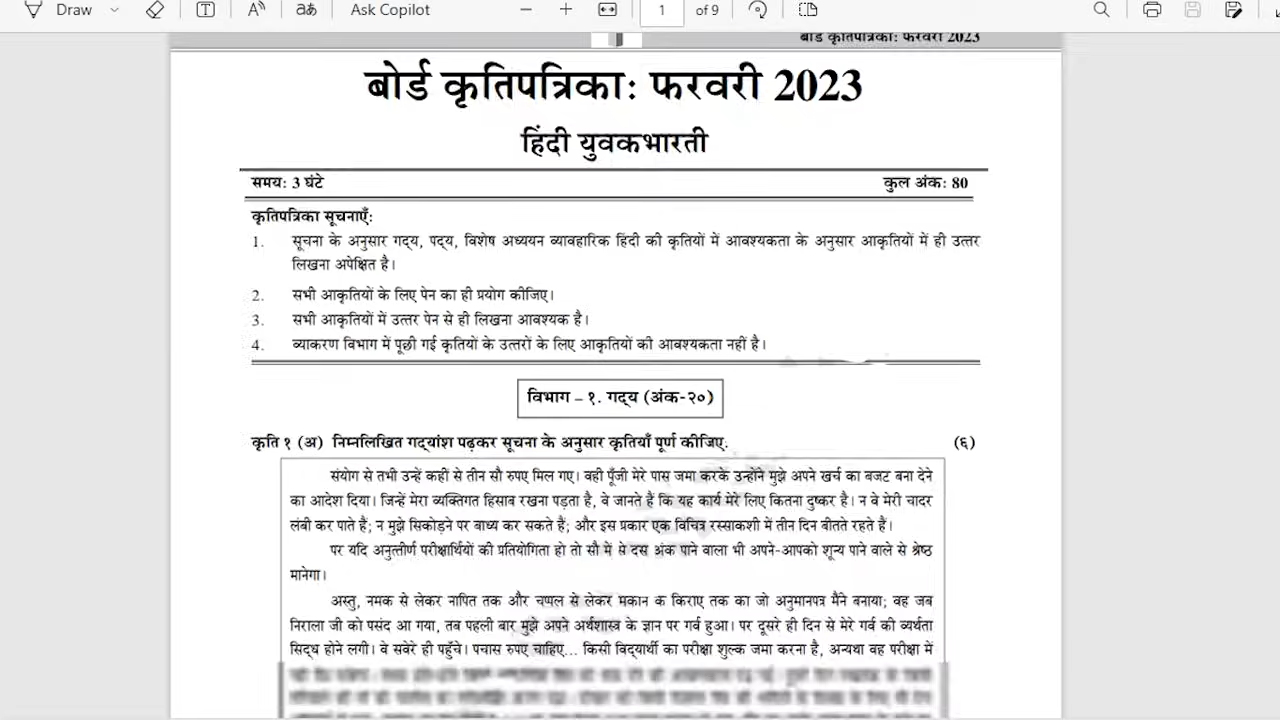 Draw
Ask Copilot
1 of 9
बोर्ड कृतिपत्रिका: फरवरी 2023
बोर्ड कृतिपत्रिका: फरवरी 2023
हिंदी युवकभारती
समय: 3 घंटे कुल अंक: 80
कृतिपत्रिका सूचनाएँ:
1. सूचना के अनुसार गद्‍य, पद्‍य, विशेष अध्ययन व्यावहारिक हिंदी की कृतियों में आवश्यकता के अनुसार आकृतियों में ही उत्तर
लिखना अपेक्षित है।
2. सभी आकृतियों के लिए पेन का ही प्रयोग कीजिए।
3. सभी आकृतियों में उत्तर पेन से ही लिखना आवश्यक है।
4. व्याकरण विभाग में पूछी गई कृतियों के उत्तरों के लिए आकृतियों की आवश्यकता नहीं है।
विभाग – १. गद्‍य (अंक-२०)
कृति १ (अ) निम्नलिखित गद्‍यांश पढ़कर सूचना के अनुसार कृतियाँ पूर्ण कीजिए. (६)
संयोग से तभी उन्हें कहीं से तीन सौ रुपए मिल गए। वही पूँजी मेरे पास जमा करके उन्होंने मुझे अपने खर्च का बजट बना देने
का आदेश दिया। जिन्हें मेरा व्यक्तिगत हिसाब रखना पड़ता है, वे जानते हैं कि यह कार्य मेरे लिए कितना दुष्कर है। न वे मेरी चादर
लंबी कर पाते है; न मुझे सिकोड़ने पर बाध्य कर सकते है; और इस प्रकार एक विचित्र रस्साकशी में तीन दिन बीतते रहते है।
पर यदि अनुत्तीर्ण परीक्षार्थियों की प्रतियोगिता हो तो सौ में से दस अंक पाने वाला भी अपने-आपको शून्य पाने वाले से श्रेष्ठ
मानेगा।
अस्तु, नमक से लेकर नापित तक और चप्पल से लेकर मकान के किराए तक का जो अनुमानपत्र मैंने बनाया; वह जब
निराला जी को पसंद आ गया, तब पहली बार मुझे अपने अर्थशास्त्र के ज्ञान पर गर्व हुआ। पर दूसरे ही दिन से मेरे गर्व की व्यर्थता
सिद्‍ध होने लगी। वे सवेरे ही पहुँचे। पचास रुपए चाहिए... किसी विद्‍यार्थी का परीक्षा शुल्क जमा करना है, अन्यथा वह परीक्षा में